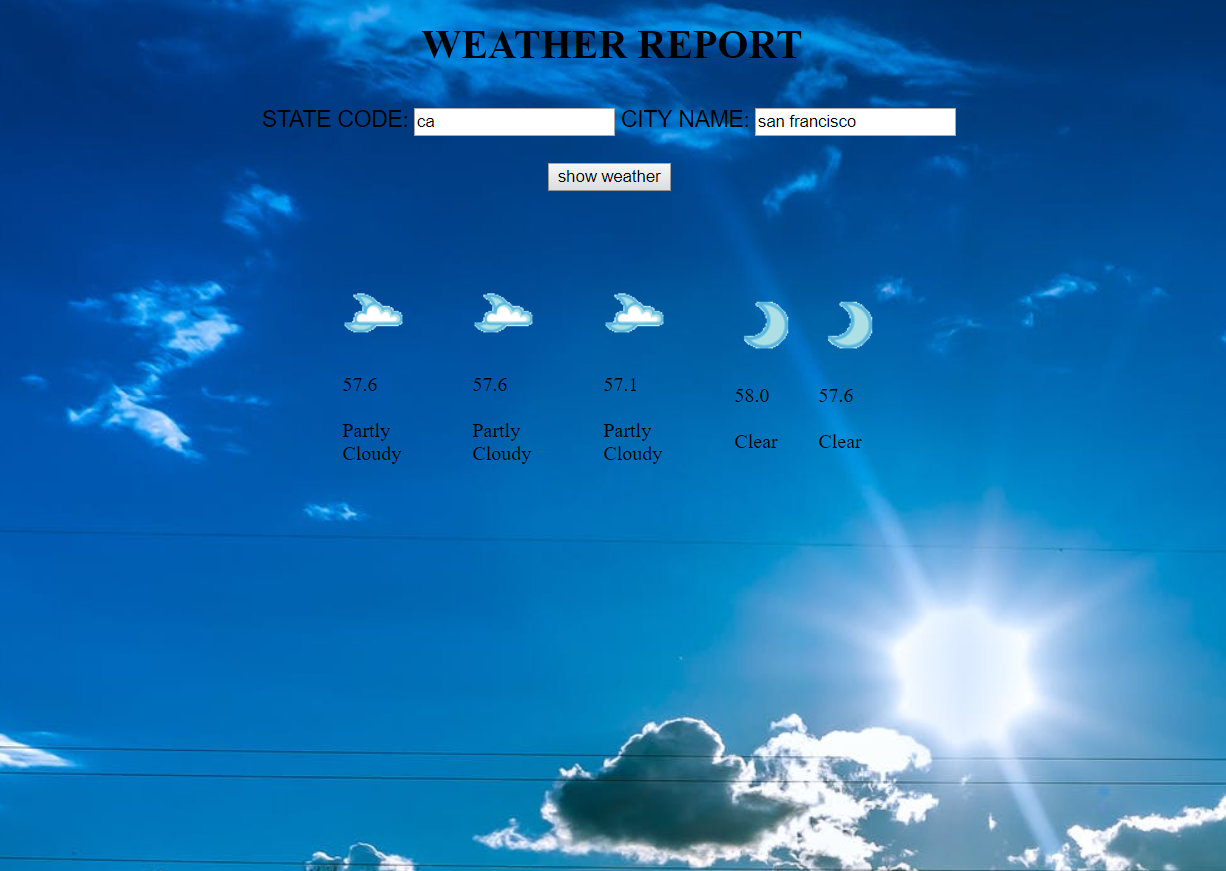 WEATHER REPORT
STATE CODE: ca CITY NAME: san francisco
show weather
57.6 57.6 57.1 58.0 57.6
Partly Partly Partly Clear Clear
Cloudy Cloudy Cloudy